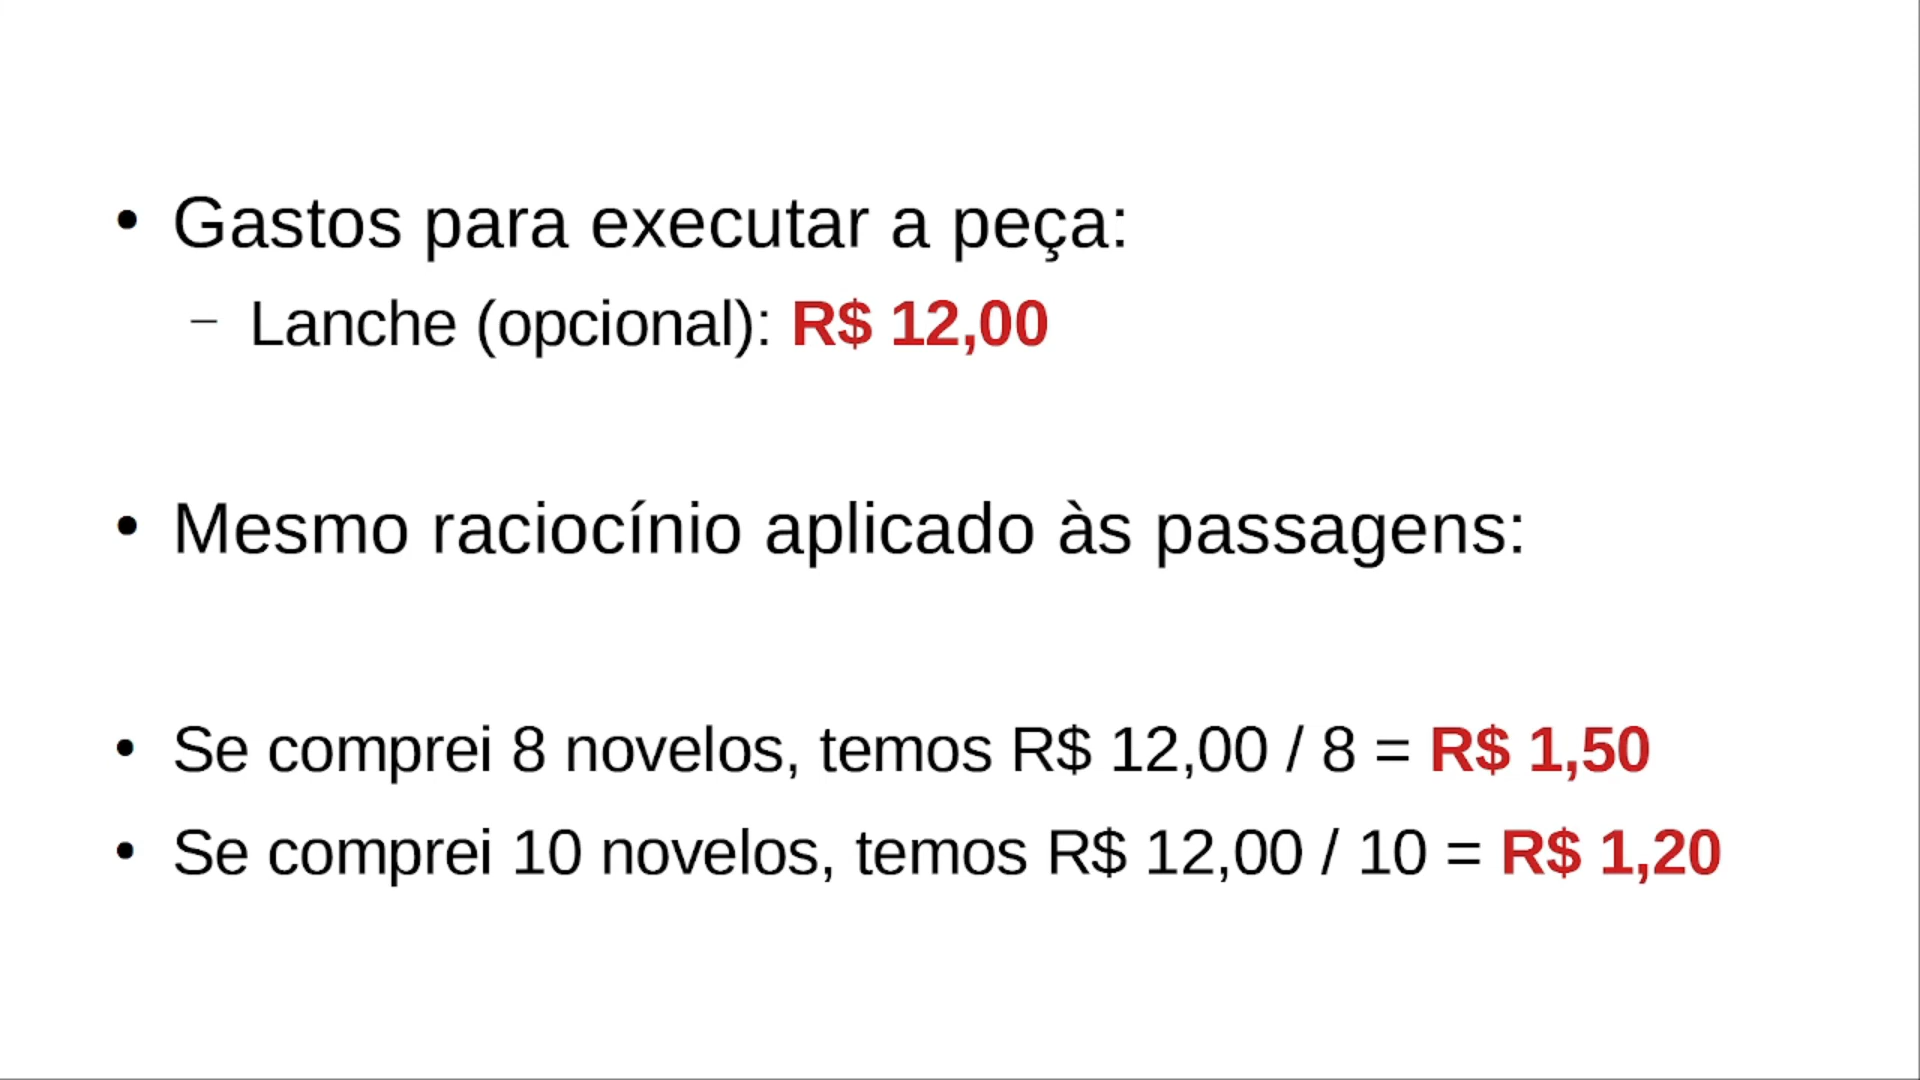 • Gastos para executar a peça:
– Lanche (opcional): R$ 12,00
• Mesmo raciocínio aplicado às passagens:
• Se comprei 8 novelos, temos R$ 12,00 / 8 = R$ 1,50
• Se comprei 10 novelos, temos R$ 12,00 / 10 = R$ 1,20